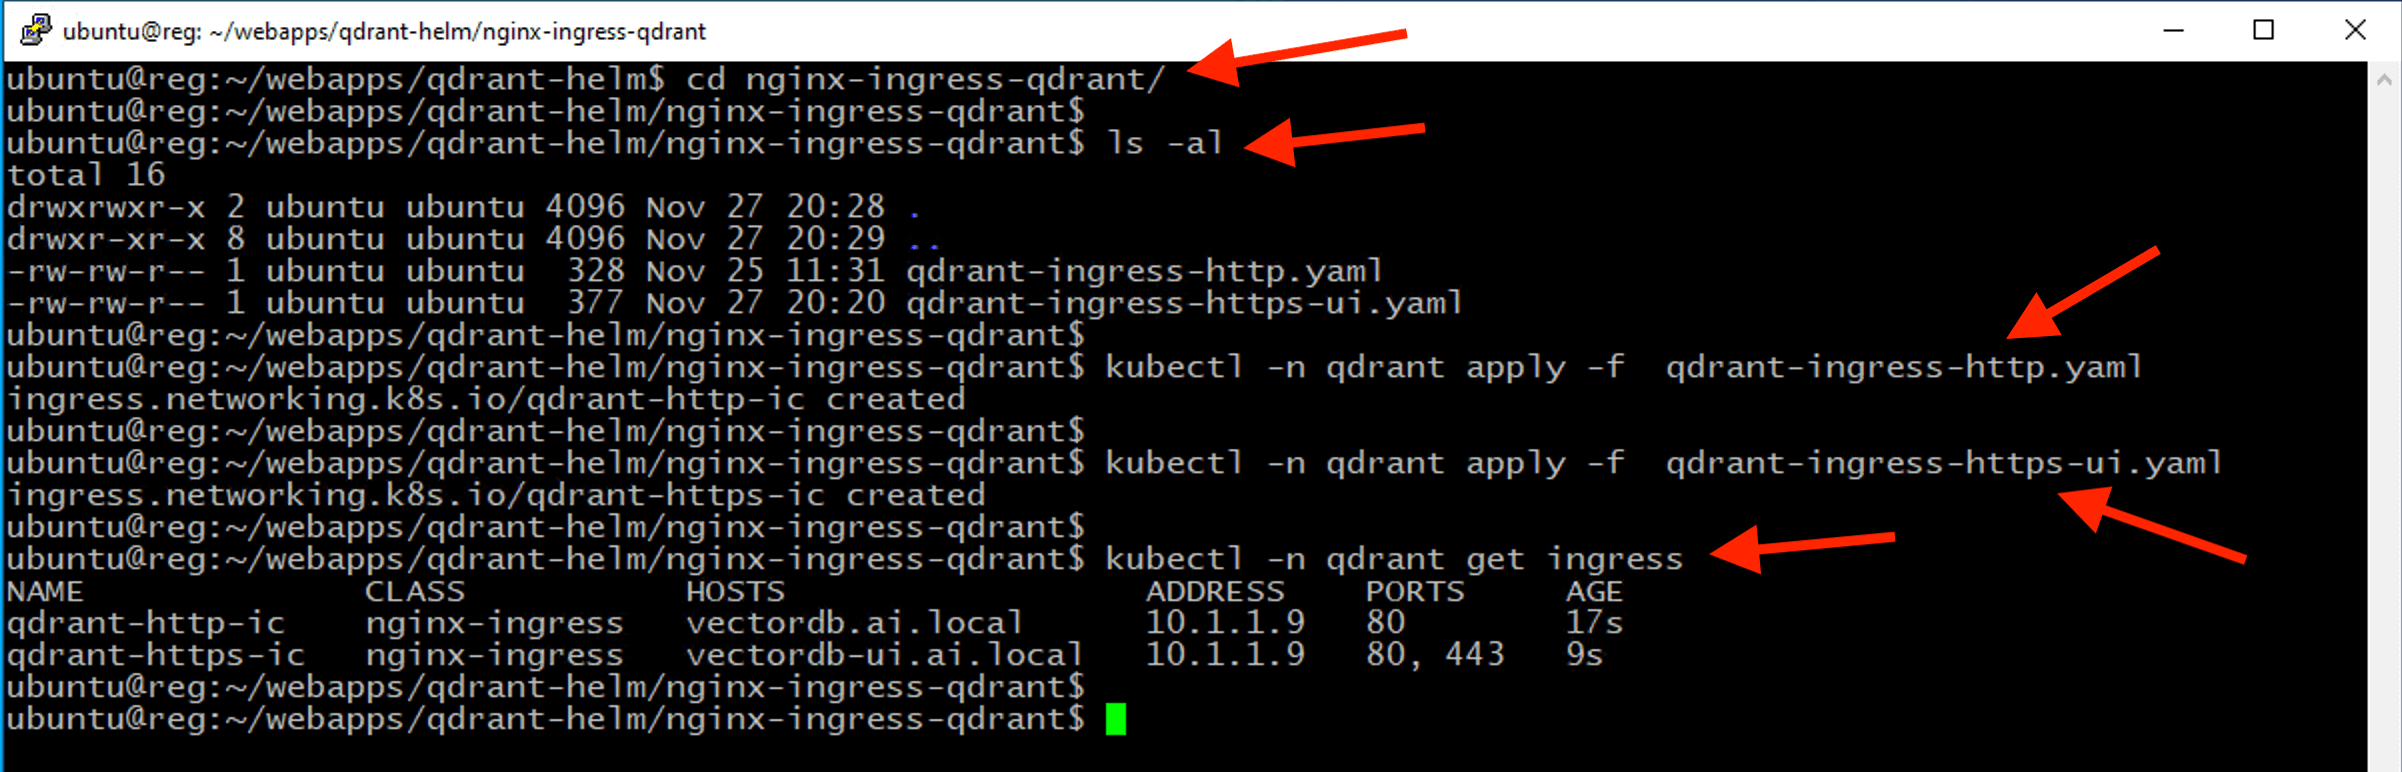 ubuntu@reg: ~/webapps/qdrant-helm/nginx-ingress-qdrant
ubuntu@reg:~/webapps/qdrant-helm$ cd nginx-ingress-qdrant/
ubuntu@reg:~/webapps/qdrant-helm/nginx-ingress-qdrant$
ubuntu@reg:~/webapps/qdrant-helm/nginx-ingress-qdrant$ ls -al
total 16
drwxrwxr-x 2 ubuntu ubuntu 4096 Nov 27 20:28 .
drwxr-xr-x 8 ubuntu ubuntu 4096 Nov 27 20:29 ..
-rw-rw-r-- 1 ubuntu ubuntu  328 Nov 25 11:31 qdrant-ingress-http.yaml
-rw-rw-r-- 1 ubuntu ubuntu  377 Nov 27 20:20 qdrant-ingress-https-ui.yaml
ubuntu@reg:~/webapps/qdrant-helm/nginx-ingress-qdrant$
ubuntu@reg:~/webapps/qdrant-helm/nginx-ingress-qdrant$ kubectl -n qdrant apply -f  qdrant-ingress-http.yaml
ingress.networking.k8s.io/qdrant-http-ic created
ubuntu@reg:~/webapps/qdrant-helm/nginx-ingress-qdrant$
ubuntu@reg:~/webapps/qdrant-helm/nginx-ingress-qdrant$ kubectl -n qdrant apply -f  qdrant-ingress-https-ui.yaml
ingress.networking.k8s.io/qdrant-https-ic created
ubuntu@reg:~/webapps/qdrant-helm/nginx-ingress-qdrant$
ubuntu@reg:~/webapps/qdrant-helm/nginx-ingress-qdrant$ kubectl -n qdrant get ingress
NAME              CLASS           HOSTS                  ADDRESS    PORTS     AGE
qdrant-http-ic    nginx-ingress   vectordb.ai.local      10.1.1.9   80        17s
qdrant-https-ic   nginx-ingress   vectordb-ui.ai.local   10.1.1.9   80, 443   9s
ubuntu@reg:~/webapps/qdrant-helm/nginx-ingress-qdrant$
ubuntu@reg:~/webapps/qdrant-helm/nginx-ingress-qdrant$